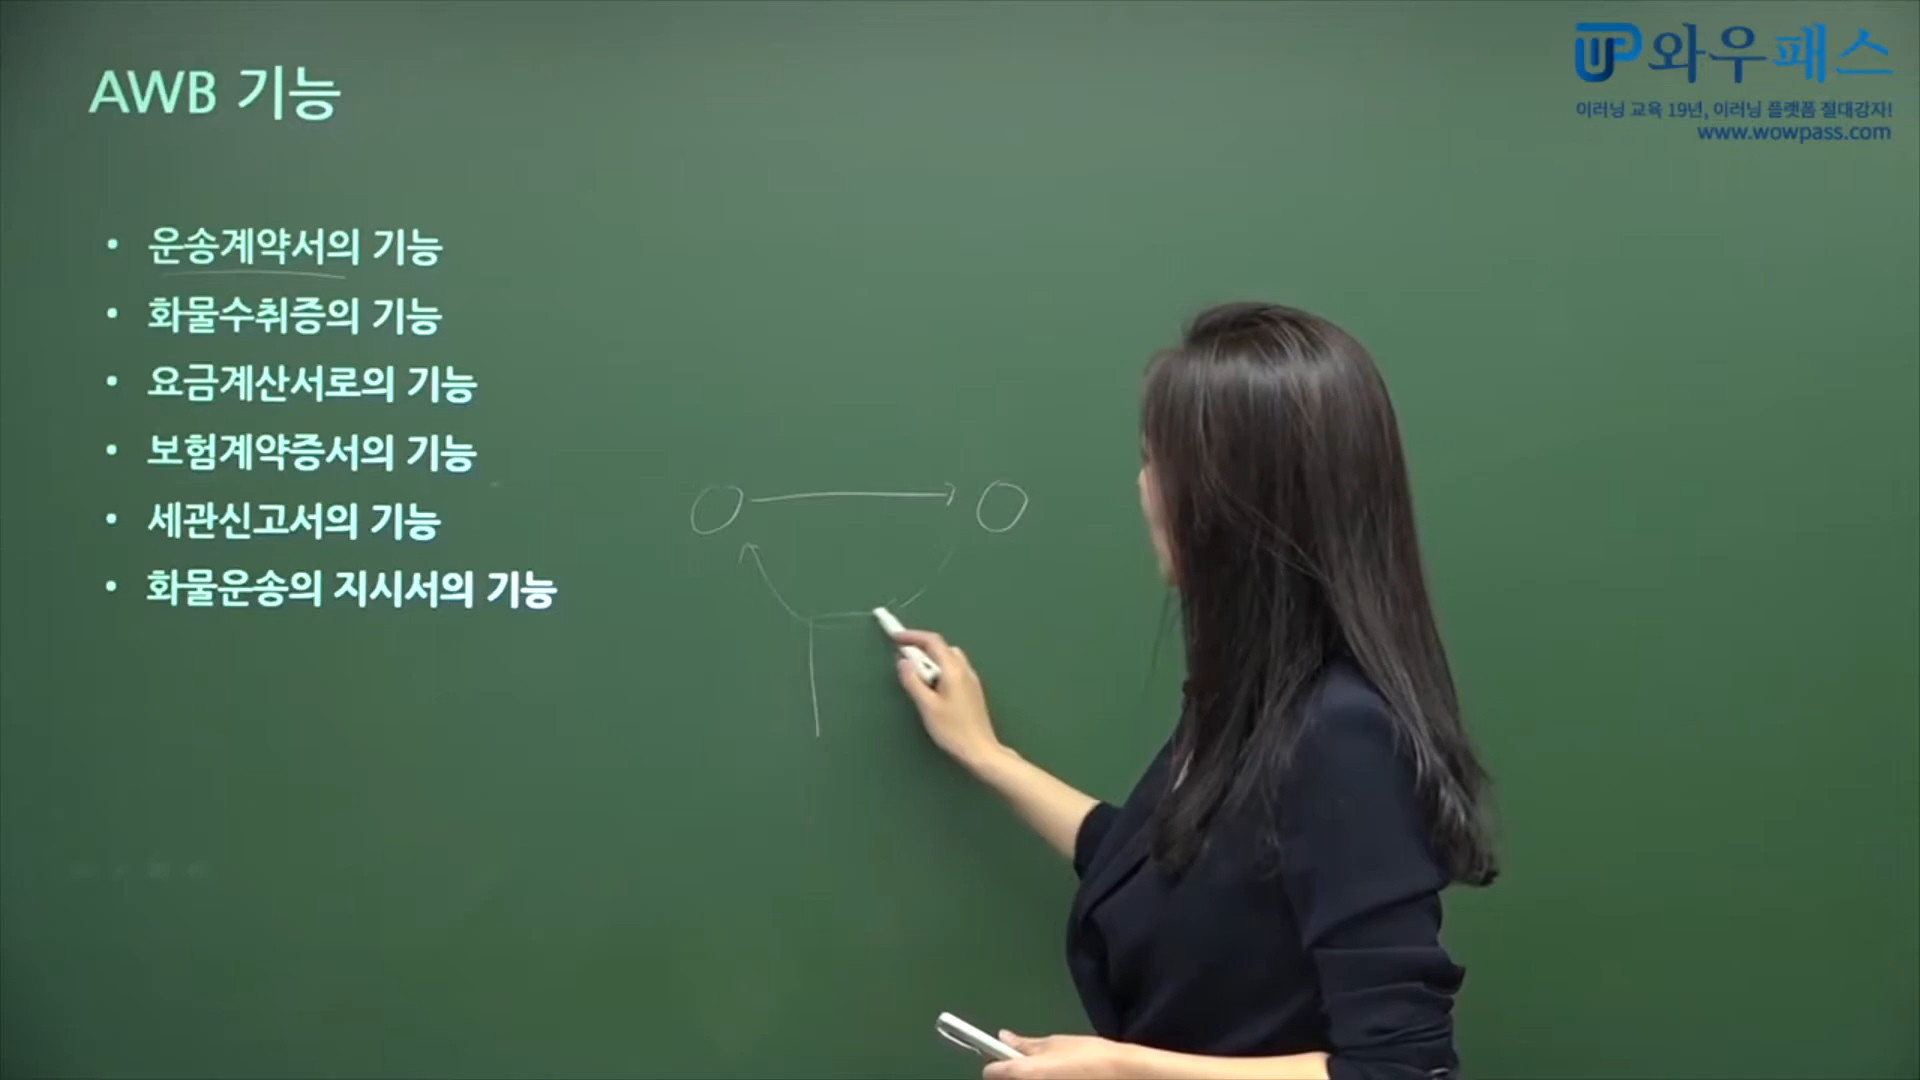 AWB 기능
와우패스
이러닝 교육 19년, 이러닝 플랫폼 절대강자!
www.wowpass.com
• 운송계약서의 기능
• 화물수취증의 기능
• 요금계산서로의 기능
• 보험계약증서의 기능
• 세관신고서의 기능
• 화물운송의 지시서의 기능